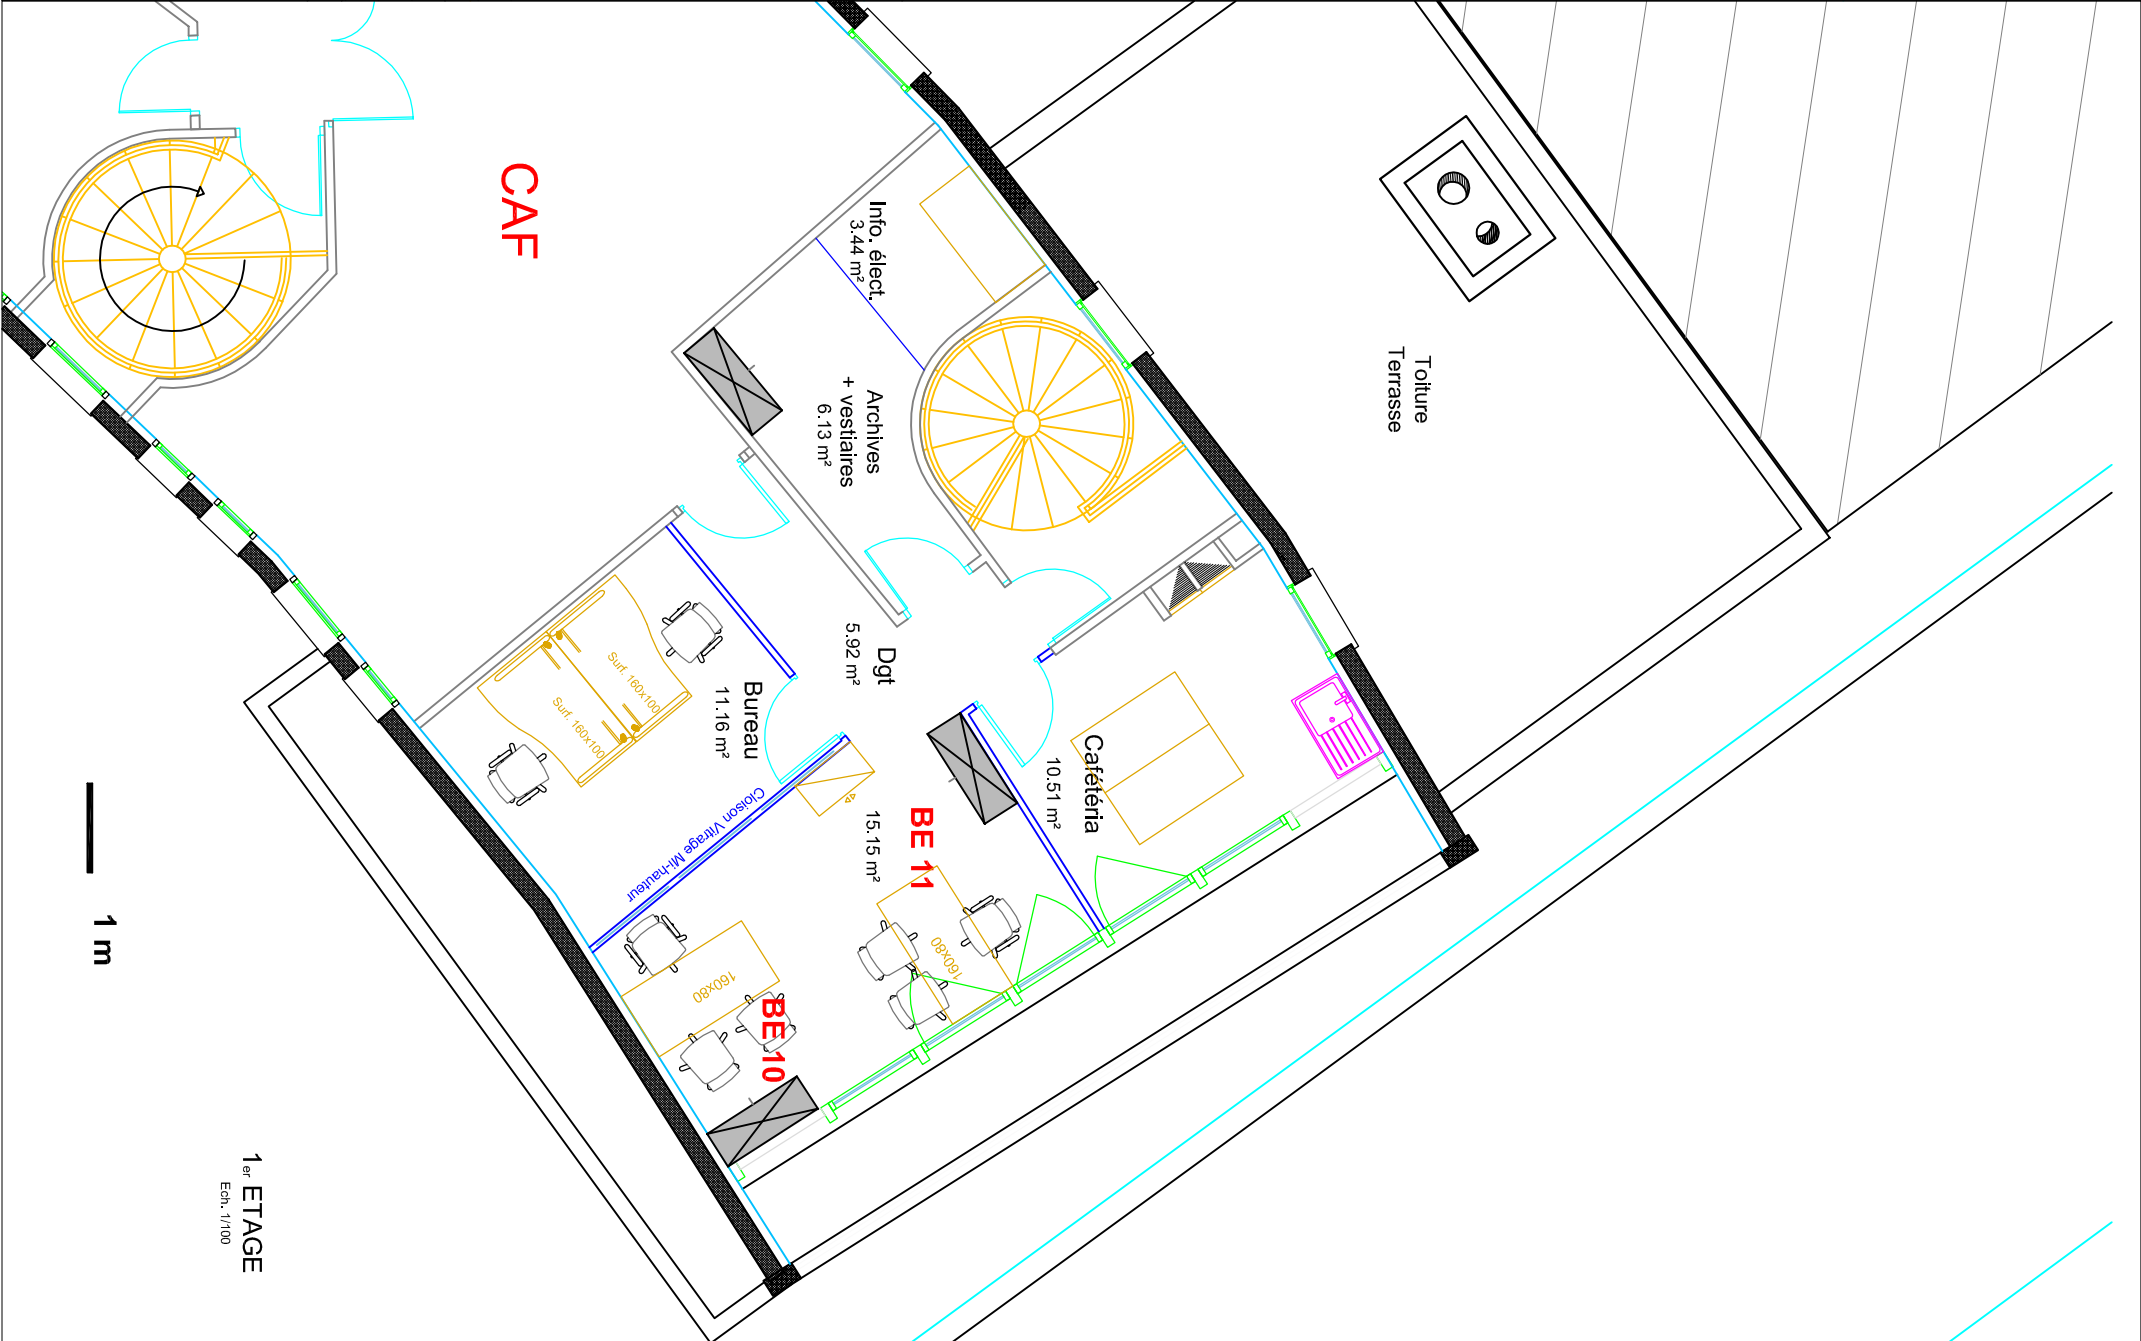 CAF
Info. élect.
3.44 m²
Archives
+ vestiaires
6.13 m²
Toiture
Terrasse
Dgt
5.92 m²
Bureau
11.16 m²
Surf. 160x100
Surf. 160x100
Cloison Vitrage Mi-hauteur
Cafétéria
10.51 m²
BE 11
15.15 m²
160x80
160x80
BE 10
1 m
1er ETAGE
Ech. 1/100